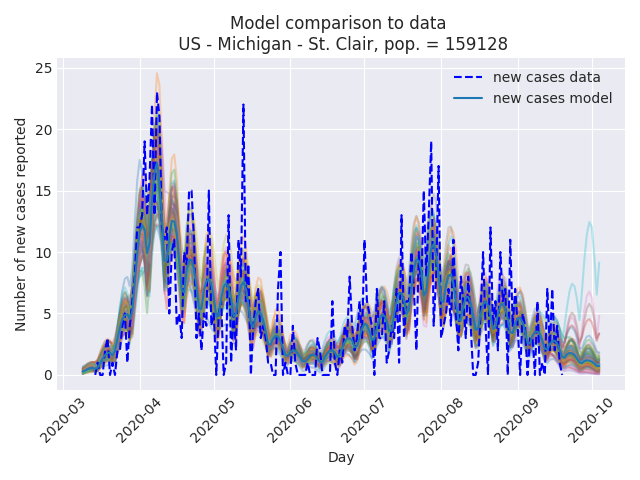 Model comparison to data
US - Michigan - St. Clair, pop. = 159128
new cases data
new cases model
Number of new cases reported
25
20
15
10
5
0
2020-03
2020-04
2020-05
2020-06
2020-07
2020-08
2020-09
2020-10
Day